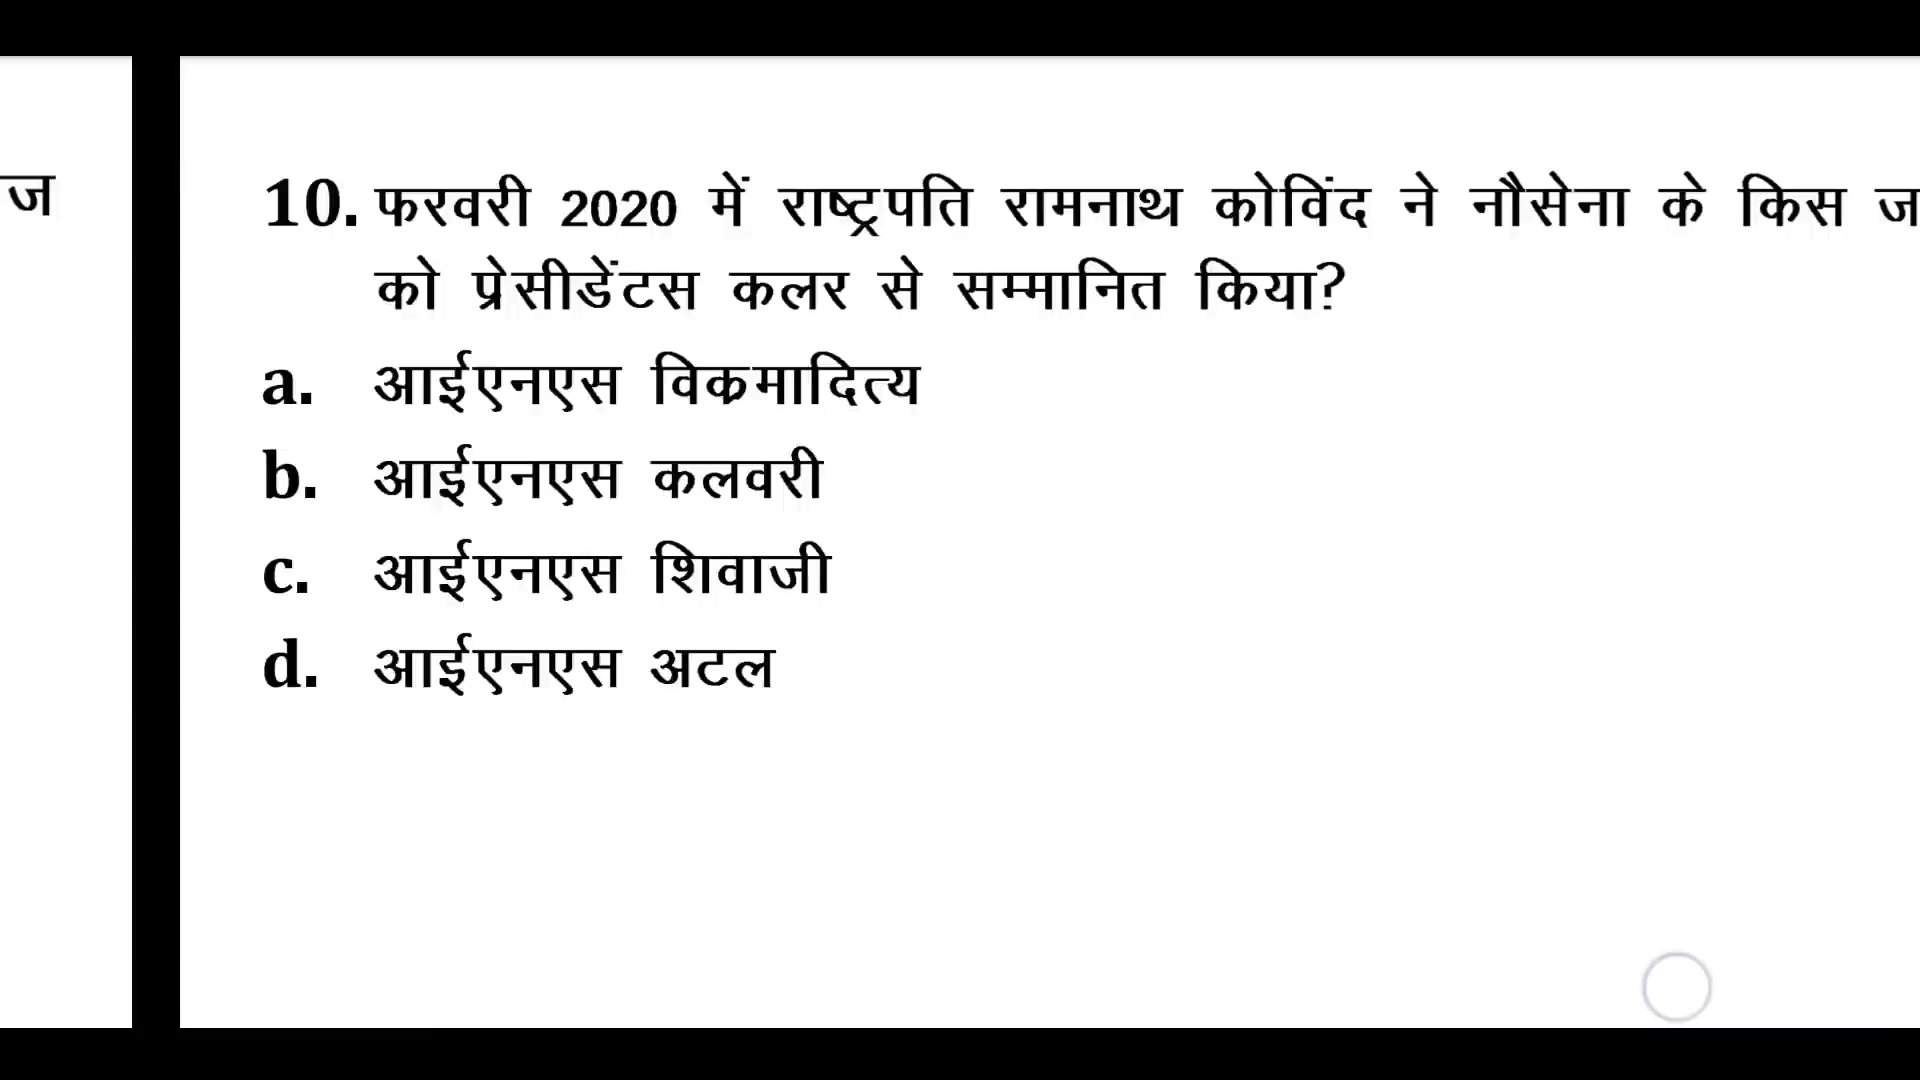 ज
10. फरवरी 2020 में राष्ट्रपति रामनाथ कोविंद ने नौसेना के किस ज
को प्रेसीडेंटस कलर से सम्मानित किया?
a. आईएनएस विक्रमादित्य
b. आईएनएस कलवरी
c. आईएनएस शिवाजी
d. आईएनएस अटल